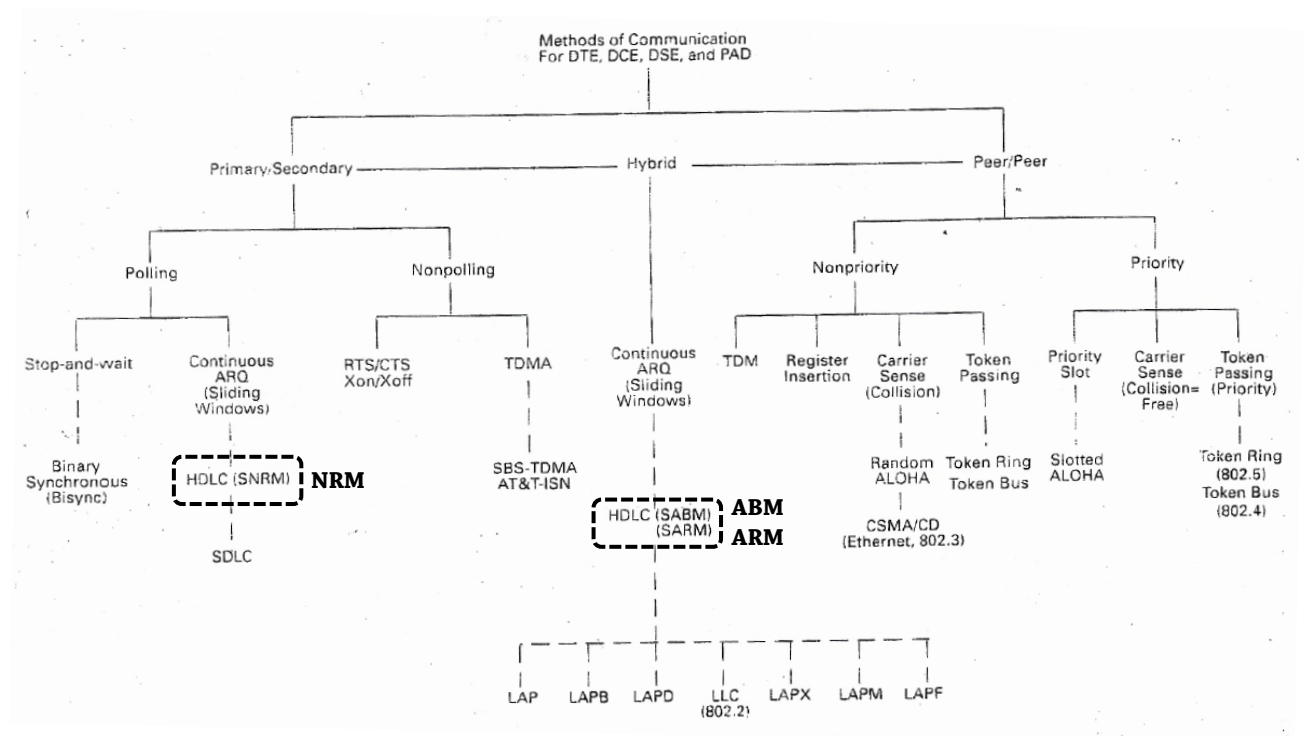 Methods of Communication
For DTE, DCE, DSE, and PAD
Primary/Secondary
Hybrid
Peer/Peer
Polling
Nonpolling
Nonpriority
Priority
Stop-and-wait
Continuous
ARQ
(Sliding
Windows)
RTS/CTS
Xon/Xoff
TDMA
Continuous
ARQ
(Sliding
Windows)
TDM
Register
Insertion
Carrier
Sense
(Collision)
Token
Passing
Priority
Slot
Carrier
Sense
(Collision=
Free)
Token
Passing
(Priority)
Binary
Synchronous
(Bisync)
HDLC (SNRM)
NRM
SDLC
SBS-TDMA
AT&T-ISN
HDLC (SABM)
(SARM)
ABM
ARM
Random
ALOHA
CSMA/CD
(Ethernet, 802.3)
Token Ring
Token Bus
Slotted
ALOHA
Token Ring
(802.5)
Token Bus
(802.4)
LAP
LAPB
LAPD
LLC
(802.2)
LAPX
LAPM
LAPF